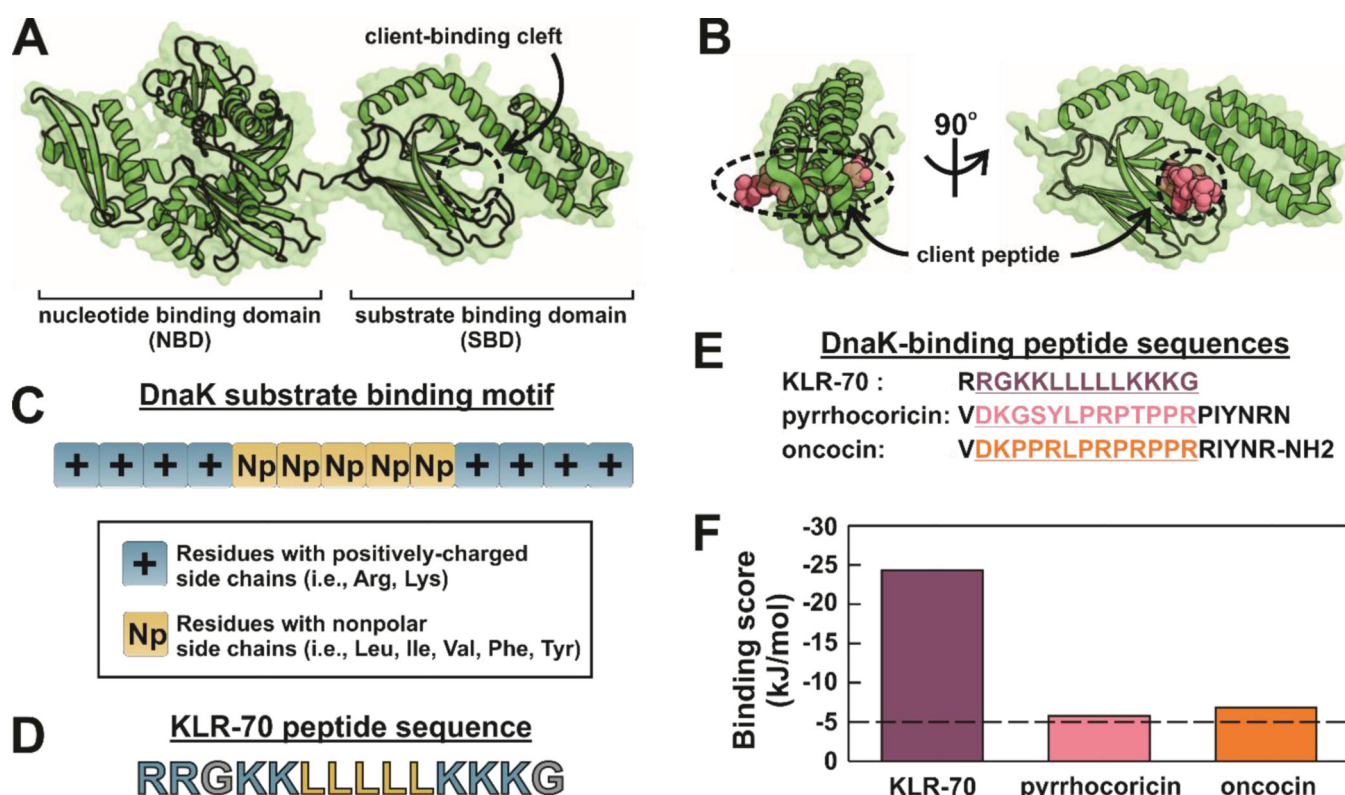 A
client-binding cleft
nucleotide binding domain
(NBD)
substrate binding domain
(SBD)
B
90°
client peptide
C
DnaK substrate binding motif
+ + + + Np Np Np Np Np + + + +
+ Residues with positively-charged
side chains (i.e., Arg, Lys)
Np Residues with nonpolar
side chains (i.e., Leu, Ile, Val, Phe, Tyr)
D
KLR-70 peptide sequence
RRGKKLLLLLKKKG
E
DnaK-binding peptide sequences
KLR-70 : RRGKKLLLLLKKKG
pyrrhocoricin: VDKGSYLPRPTPPRPIYNRN
oncocin: VDKPPRLPRPRPPRRIYNR-NH2
F
Binding score
(kJ/mol)
-30
-25
-20
-15
-10
-5
0
KLR-70 pyrrhocoricin oncocin